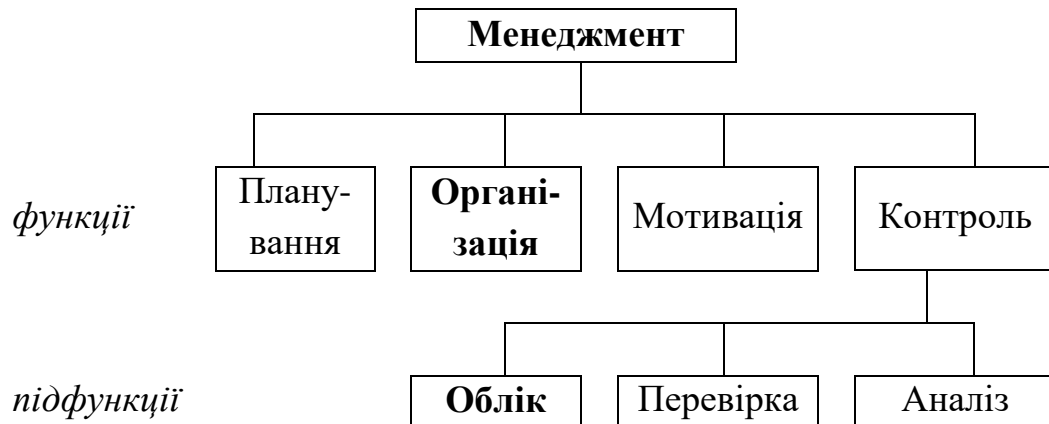 Менеджмент
функції
Плану-
вання
Органі-
зація
Мотивація
Контроль
підфункції
Облік
Перевірка
Аналіз